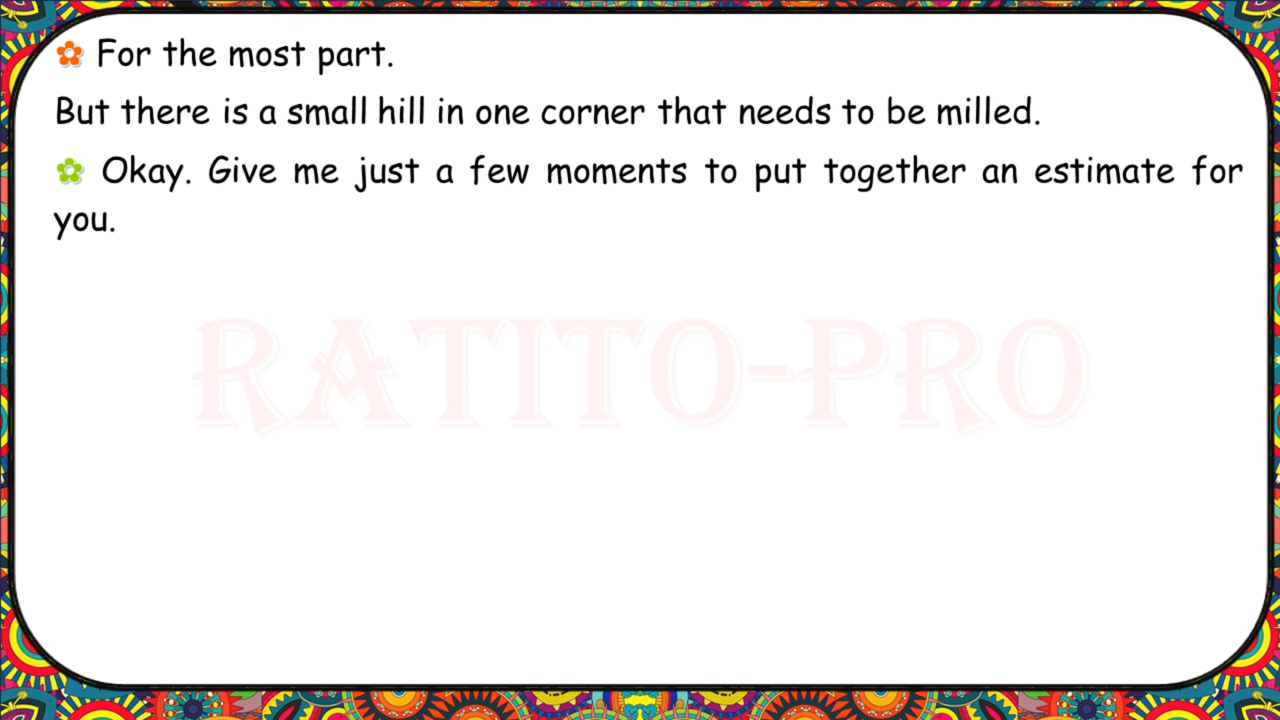 For the most part.
But there is a small hill in one corner that needs to be milled.
Okay. Give me just a few moments to put together an estimate for
you.
RATITO-PRO